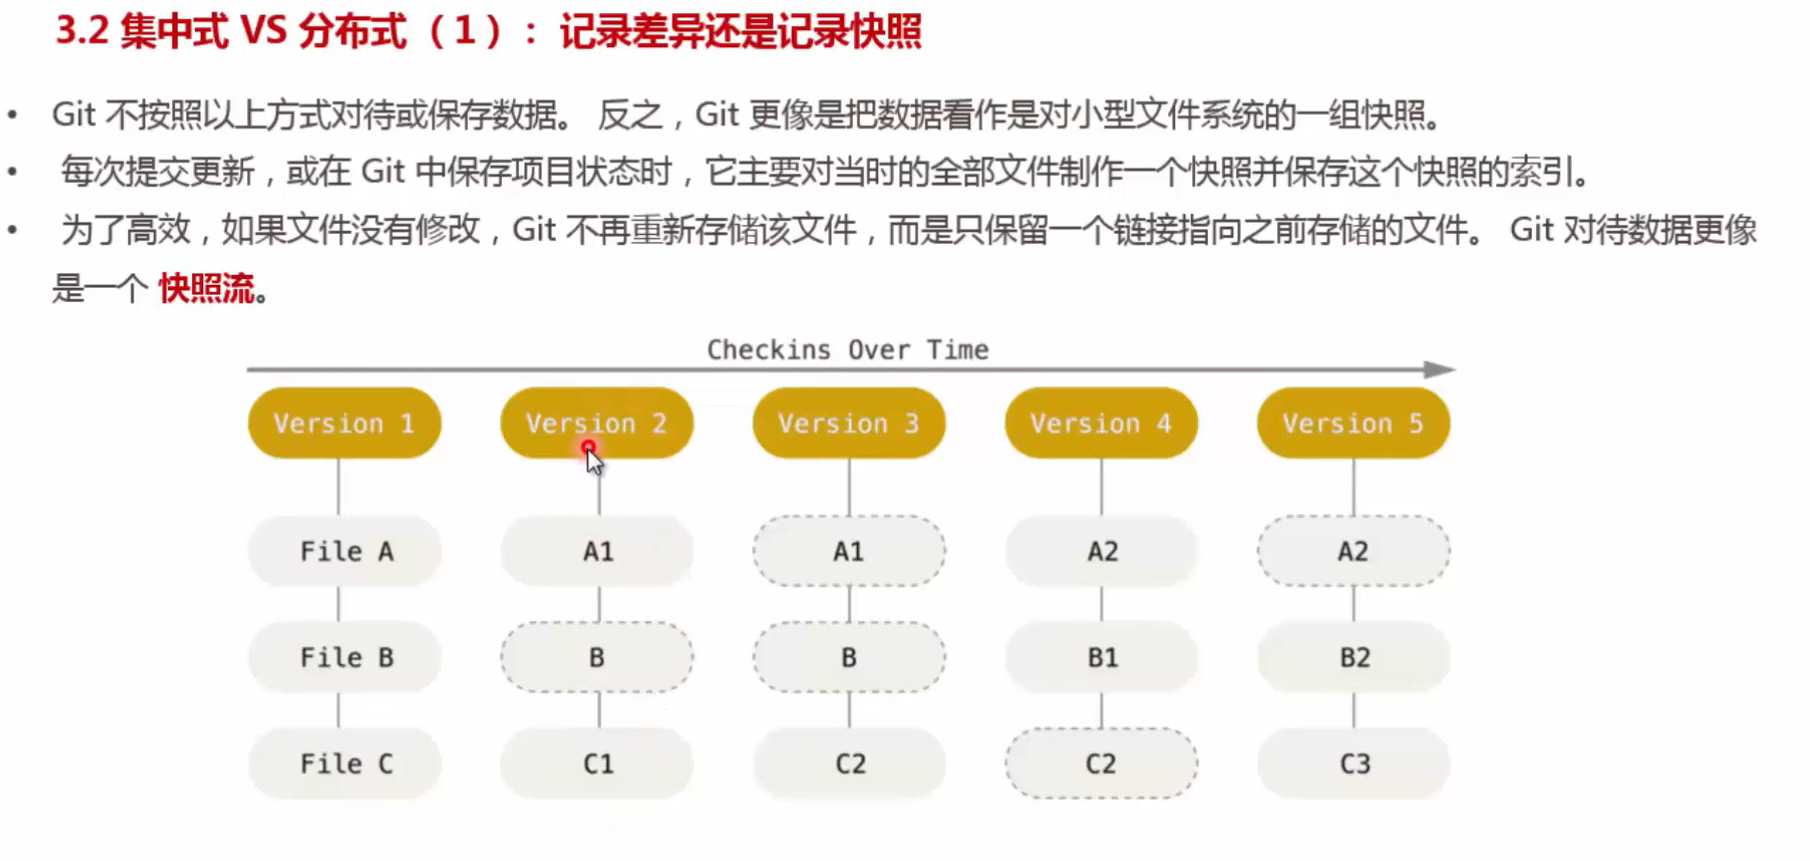 3.2 集中式 VS 分布式（1）：记录差异还是记录快照
• Git 不按照以上方式对待或保存数据。 反之，Git 更像是把数据看作是对小型文件系统的一组快照。
• 每次提交更新，或在 Git 中保存项目状态时，它主要对当时的全部文件制作一个快照并保存这个快照的索引。
• 为了高效，如果文件没有修改，Git 不再重新存储该文件，而是只保留一个链接指向之前存储的文件。 Git 对待数据更像
是一个 快照流。
Checkins Over Time
Version 1 Version 2 Version 3 Version 4 Version 5
File A A1 A1 A2 A2
File B B B B1 B2
File C C1 C2 C2 C3